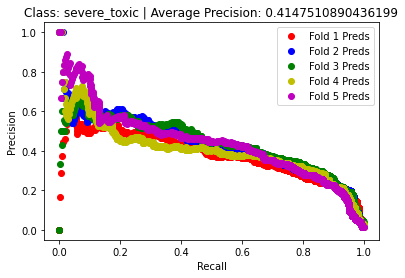 Class: severe_toxic | Average Precision: 0.4147510890436199
Fold 1 Preds
Fold 2 Preds
Fold 3 Preds
Fold 4 Preds
Fold 5 Preds
Precision
1.0
0.8
0.6
0.4
0.2
0.0
0.0 0.2 0.4 0.6 0.8 1.0
Recall